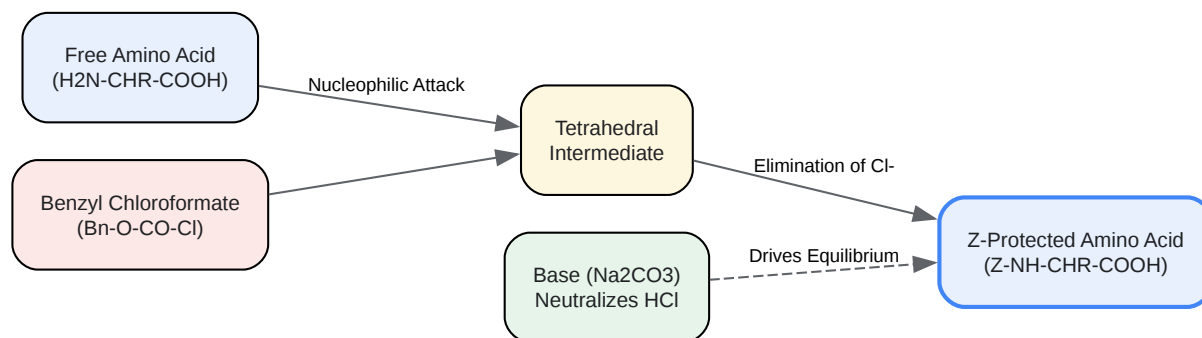 Free Amino Acid
(H2N-CHR-COOH)
Nucleophilic Attack
Benzyl Chloroformate
(Bn-O-CO-Cl)
Tetrahedral
Intermediate
Elimination of Cl-
Base (Na2CO3)
Neutralizes HCl
Drives Equilibrium
Z-Protected Amino Acid
(Z-NH-CHR-COOH)